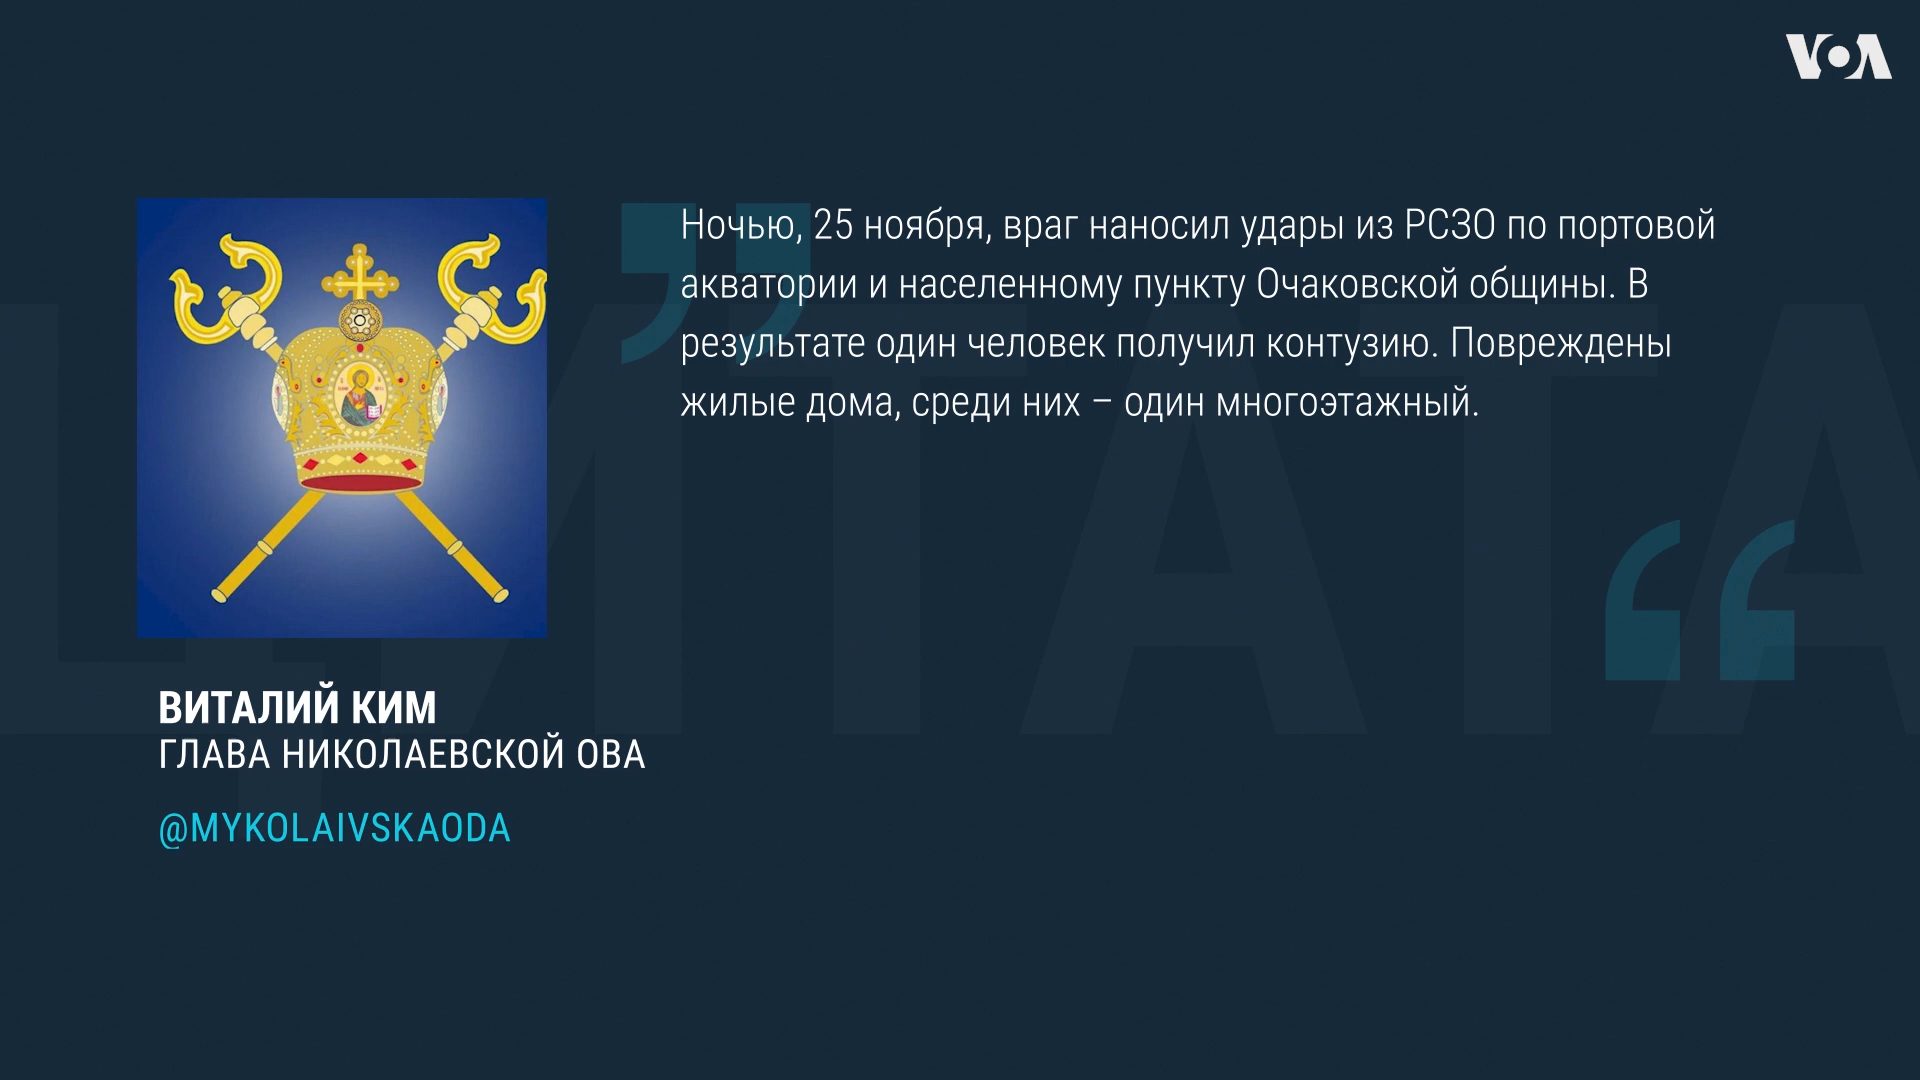 VOA
Ночью, 25 ноября, враг наносил удары из РСЗО по портовой
акватории и населенному пункту Очаковской общины. В
результате один человек получил контузию. Повреждены
жилые дома, среди них – один многоэтажный.
ЦИТАТА
ВИТАЛИЙ КИМ
ГЛАВА НИКОЛАЕВСКОЙ ОВА
@MYKOLAIVSKAODA